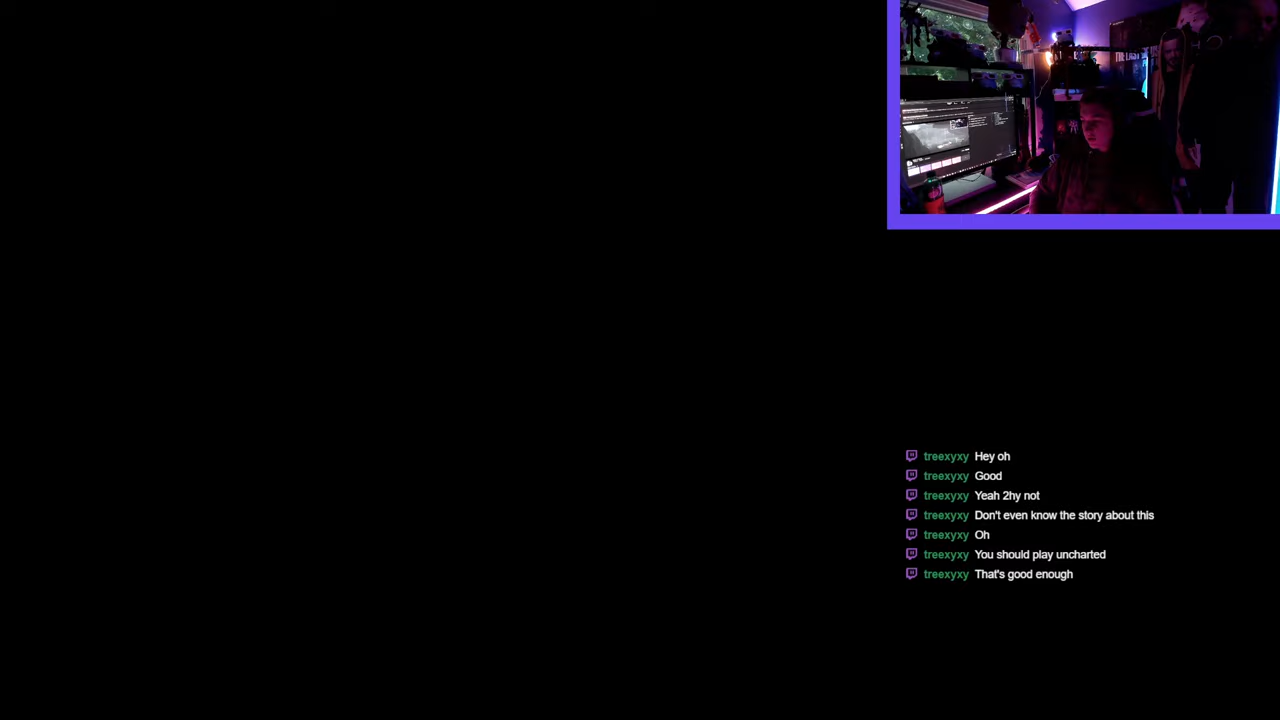 treexyxy Hey oh
treexyxy Good
treexyxy Yeah 2hy not
treexyxy Don't even know the story about this
treexyxy Oh
treexyxy You should play uncharted
treexyxy That's good enough